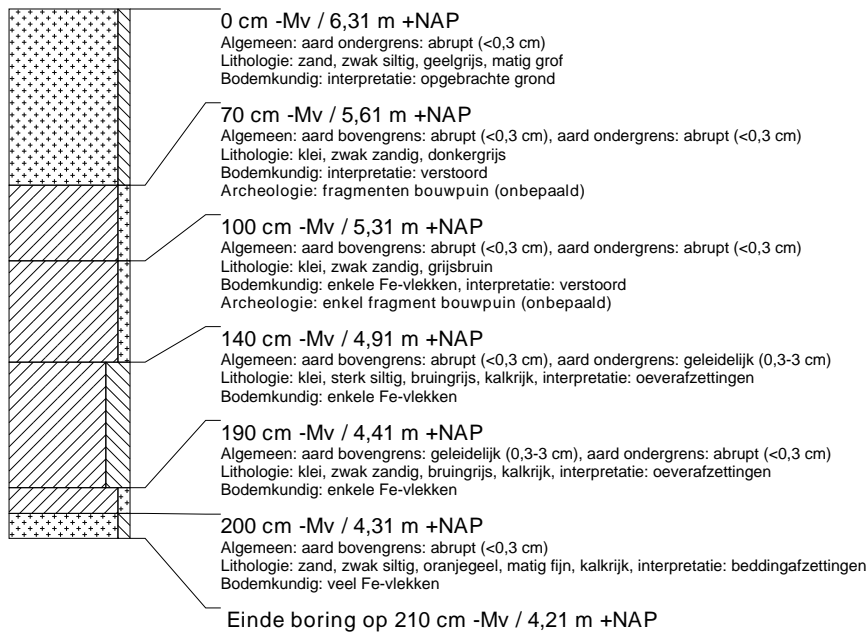 0 cm -Mv / 6,31 m +NAP
Algemeen: aard ondergrens: abrupt (<0,3 cm)
Lithologie: zand, zwak siltig, geelgrijs, matig grof
Bodemkundig: interpretatie: opgebrachte grond
70 cm -Mv / 5,61 m +NAP
Algemeen: aard bovengrens: abrupt (<0,3 cm), aard ondergrens: abrupt (<0,3 cm)
Lithologie: klei, zwak zandig, donkergrijs
Bodemkundig: interpretatie: verstoord
Archeologie: fragmenten bouwpuin (onbepaald)
100 cm -Mv / 5,31 m +NAP
Algemeen: aard bovengrens: abrupt (<0,3 cm), aard ondergrens: abrupt (<0,3 cm)
Lithologie: klei, zwak zandig, grijsbruin
Bodemkundig: enkele Fe-vlekken, interpretatie: verstoord
Archeologie: enkel fragment bouwpuin (onbepaald)
140 cm -Mv / 4,91 m +NAP
Algemeen: aard bovengrens: abrupt (<0,3 cm), aard ondergrens: geleidelijk (0,3-3 cm)
Lithologie: klei, sterk siltig, bruingrijs, kalkrijk, interpretatie: oeverafzettingen
Bodemkundig: enkele Fe-vlekken
190 cm -Mv / 4,41 m +NAP
Algemeen: aard bovengrens: geleidelijk (0,3-3 cm), aard ondergrens: abrupt (<0,3 cm)
Lithologie: klei, zwak zandig, bruingrijs, kalkrijk, interpretatie: oeverafzettingen
Bodemkundig: enkele Fe-vlekken
200 cm -Mv / 4,31 m +NAP
Algemeen: aard bovengrens: abrupt (<0,3 cm)
Lithologie: zand, zwak siltig, oranjegeel, matig fijn, kalkrijk, interpretatie: beddingafzettingen
Bodemkundig: veel Fe-vlekken
Einde boring op 210 cm -Mv / 4,21 m +NAP